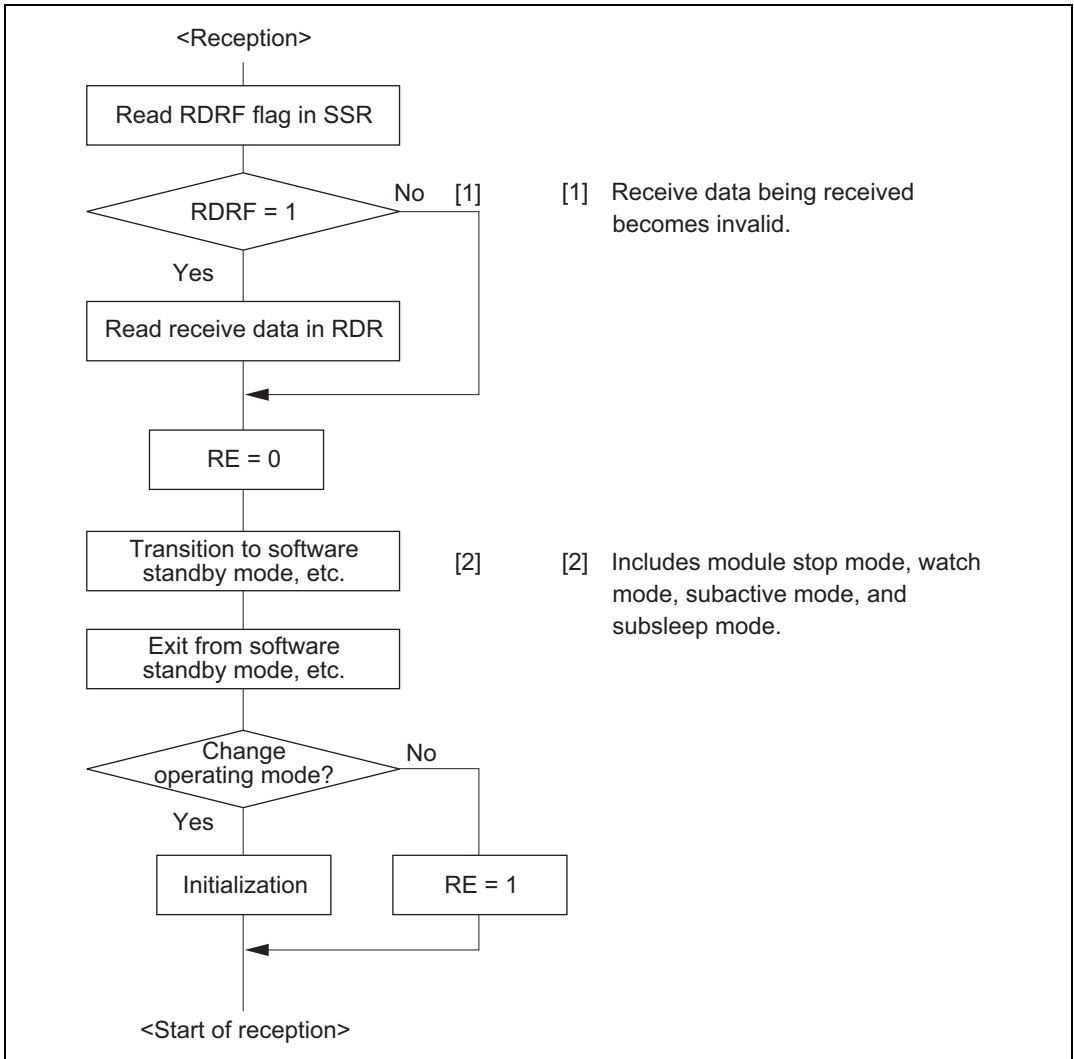 <Reception>
Read RDRF flag in SSR
RDRF = 1
No
[1]
[1] Receive data being received
becomes invalid.
Yes
Read receive data in RDR
RE = 0
Transition to software
standby mode, etc.
[2]
[2] Includes module stop mode, watch
mode, subactive mode, and
subsleep mode.
Exit from software
standby mode, etc.
Change
operating mode?
No
Yes
Initialization
RE = 1
<Start of reception>